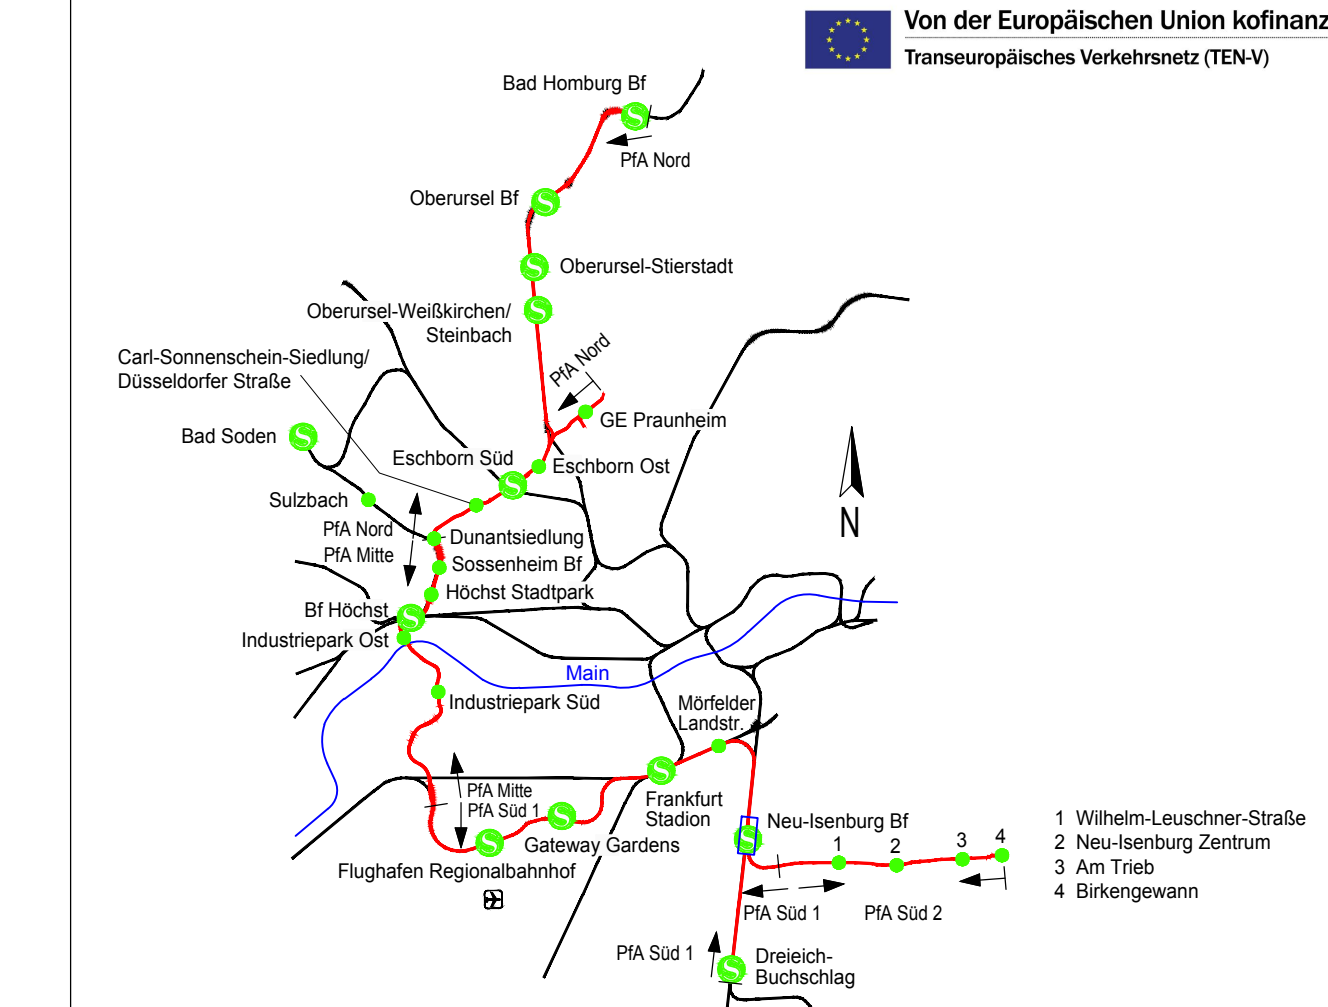 Von der Europäischen Union kofinanz
Transeuropäisches Verkehrsnetz (TEN-V)
Bad Homburg Bf
PfA Nord
Oberursel Bf
Oberursel-Stierstadt
Oberursel-Weißkirchen/
Steinbach
PfA Nord
Carl-Sonnenschein-Siedlung/
Düsseldorfer Straße
GE Praunheim
Bad Soden
Eschborn Süd
Eschborn Ost
Sulzbach
PfA Nord
PfA Mitte
Dunantsiedlung
Sossenheim Bf
Höchst Stadtpark
Bf Höchst
Industriepark Ost
N
Main
Industriepark Süd
Mörfelder
Landstr.
PfA Mitte
PfA Süd 1
Frankfurt
Stadion
Gateway Gardens
Flughafen Regionalbahnhof
Neu-Isenburg Bf
1
2
3
4
1 Wilhelm-Leuschner-Straße
2 Neu-Isenburg Zentrum
3 Am Trieb
4 Birkengewann
PfA Süd 1
PfA Süd 2
PfA Süd 1
Dreieich-
Buchschlag